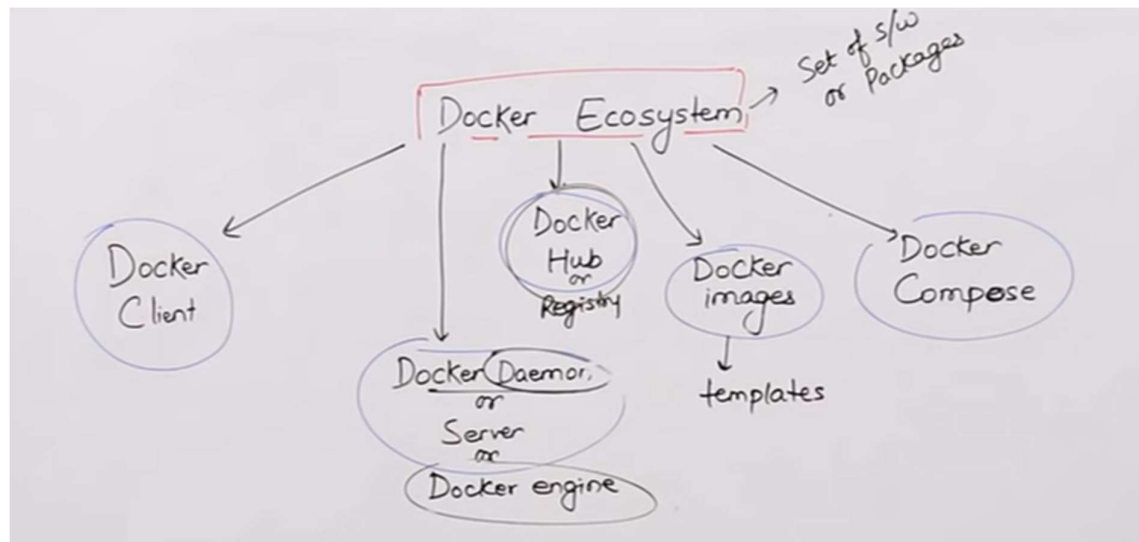 Set of s/w
or Packages
Docker Ecosystem
Docker
Client
Docker
Hub
or
Registry
Docker
images
templates
Docker
Compose
Docker Daemon
or
Server
or
Docker engine